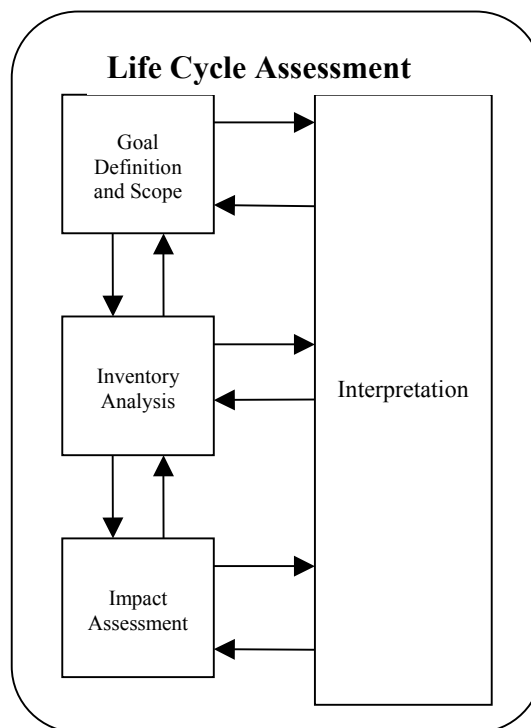 Life Cycle Assessment
Goal
Definition
and Scope
Inventory
Analysis
Interpretation
Impact
Assessment